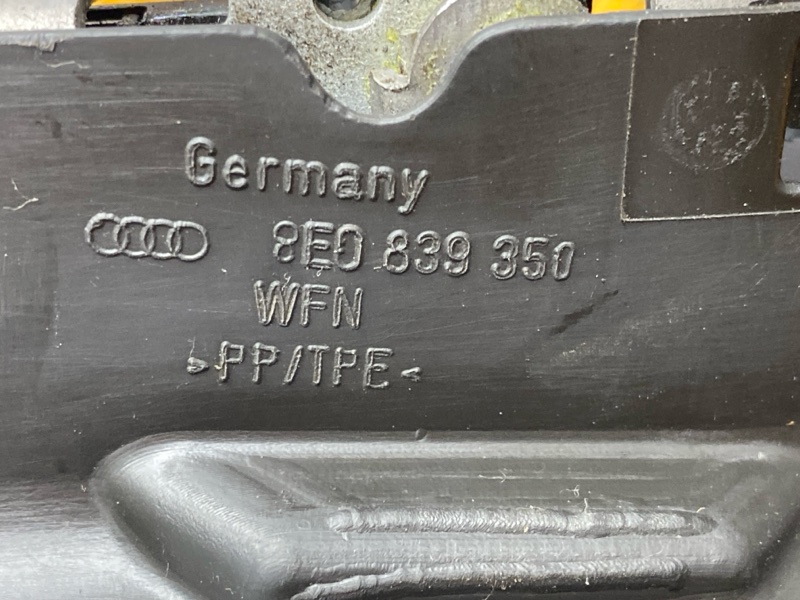 Germany
8E0 839 350
WFN
>PP/TPE<